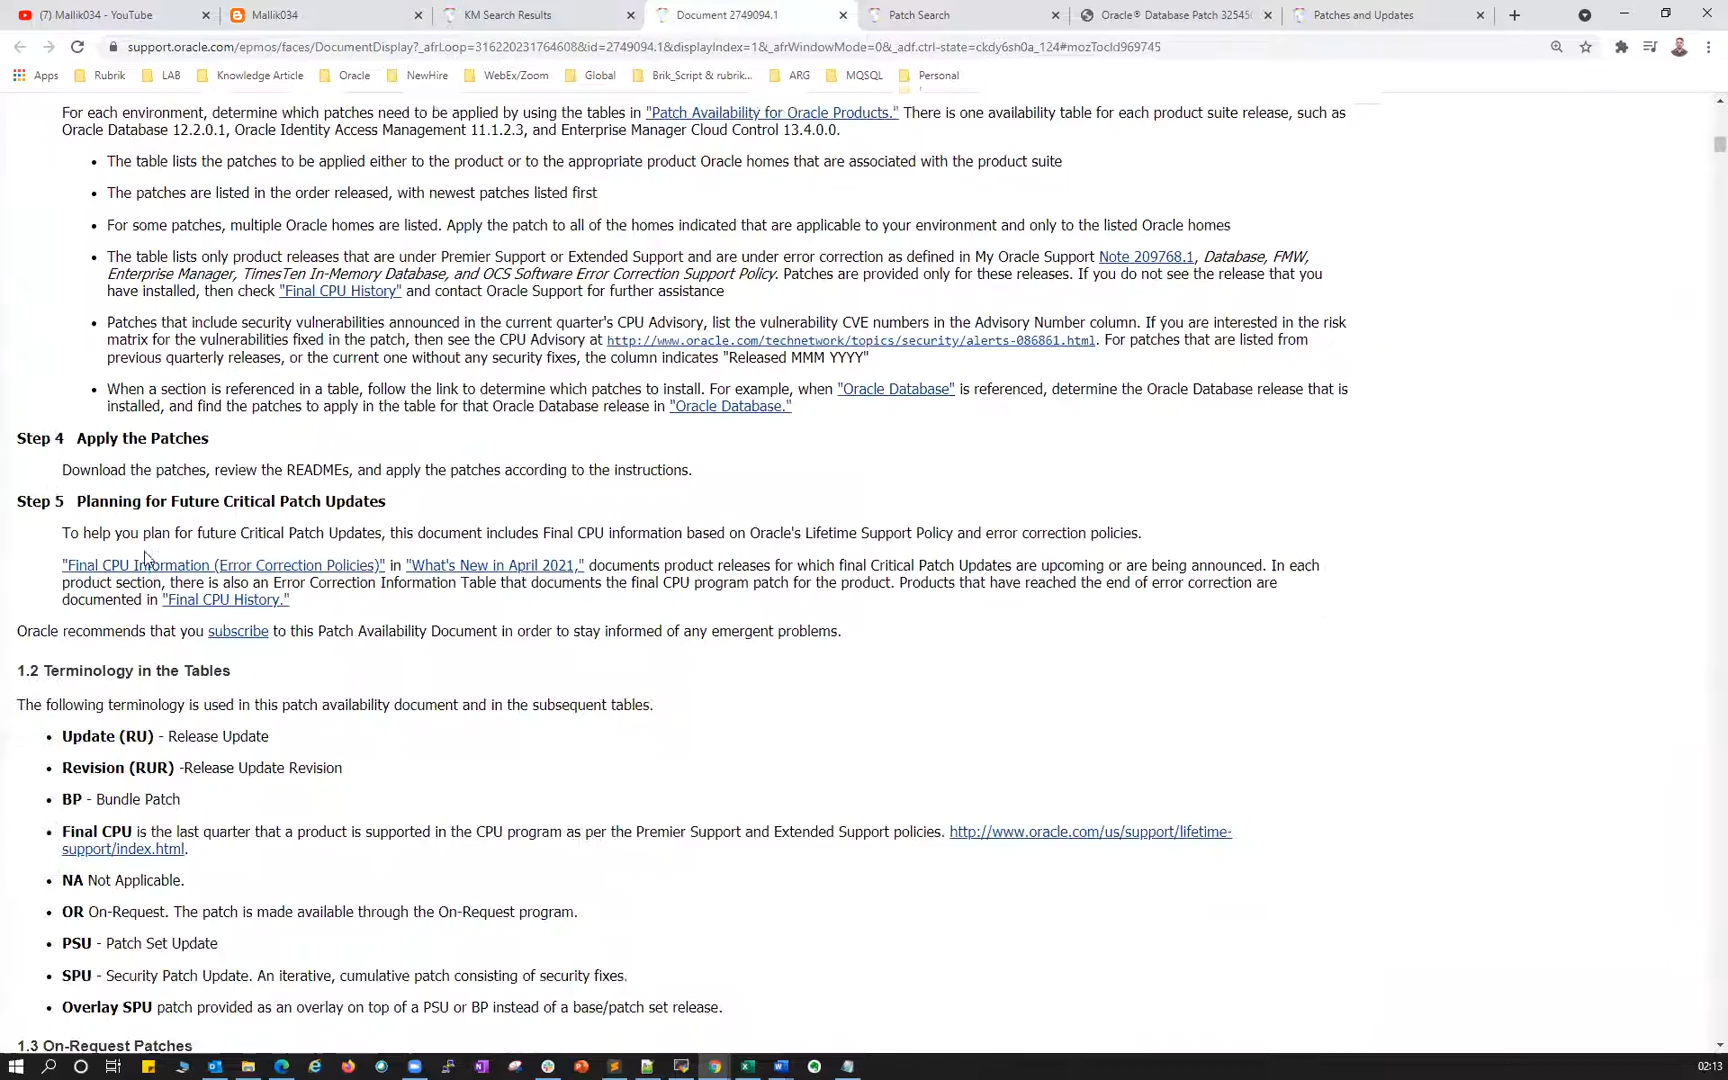 (7) Mallik034 - YouTube
Mallik034
KM Search Results
Document 2749094.1
Patch Search
Oracle® Database Patch 325450
Patches and Updates
support.oracle.com/epmos/faces/DocumentDisplay?_afrLoop=316220231764608&id=2749094.1&displayIndex=1&_afrWindowMode=0&_adf.ctrl-state=ckdy6sh0a_124#mozTocId969745
Apps
Rubrik
LAB
Knowledge Article
Oracle
NewHire
WebEx/Zoom
Global
Brik_Script & rubrik...
ARG
MQSQL
Personal
For each environment, determine which patches need to be applied by using the tables in "Patch Availability for Oracle Products." There is one availability table for each product suite release, such as
Oracle Database 12.2.0.1, Oracle Identity Access Management 11.1.2.3, and Enterprise Manager Cloud Control 13.4.0.0.
• The table lists the patches to be applied either to the product or to the appropriate product Oracle homes that are associated with the product suite
• The patches are listed in the order released, with newest patches listed first
• For some patches, multiple Oracle homes are listed. Apply the patch to all of the homes indicated that are applicable to your environment and only to the listed Oracle homes
• The table lists only product releases that are under Premier Support or Extended Support and are under error correction as defined in My Oracle Support Note 209768.1, Database, FMW,
Enterprise Manager, TimesTen In-Memory Database, and OCS Software Error Correction Support Policy. Patches are provided only for these releases. If you do not see the release that you
have installed, then check "Final CPU History" and contact Oracle Support for further assistance
• Patches that include security vulnerabilities announced in the current quarter's CPU Advisory, list the vulnerability CVE numbers in the Advisory Number column. If you are interested in the risk
matrix for the vulnerabilities fixed in the patch, then see the CPU Advisory at http://www.oracle.com/technetwork/topics/security/alerts-086861.html. For patches that are listed from
previous quarterly releases, or the current one without any security fixes, the column indicates "Released MMM YYYY"
• When a section is referenced in a table, follow the link to determine which patches to install. For example, when "Oracle Database" is referenced, determine the Oracle Database release that is
installed, and find the patches to apply in the table for that Oracle Database release in "Oracle Database."
Step 4 Apply the Patches
Download the patches, review the READMEs, and apply the patches according to the instructions.
Step 5 Planning for Future Critical Patch Updates
To help you plan for future Critical Patch Updates, this document includes Final CPU information based on Oracle's Lifetime Support Policy and error correction policies.
"Final CPU Information (Error Correction Policies)" in "What's New in April 2021," documents product releases for which final Critical Patch Updates are upcoming or are being announced. In each
product section, there is also an Error Correction Information Table that documents the final CPU program patch for the product. Products that have reached the end of error correction are
documented in "Final CPU History."
Oracle recommends that you subscribe to this Patch Availability Document in order to stay informed of any emergent problems.
1.2 Terminology in the Tables
The following terminology is used in this patch availability document and in the subsequent tables.
• Update (RU) - Release Update
• Revision (RUR) -Release Update Revision
• BP - Bundle Patch
• Final CPU is the last quarter that a product is supported in the CPU program as per the Premier Support and Extended Support policies. http://www.oracle.com/us/support/lifetime-
support/index.html.
• NA Not Applicable.
• OR On-Request. The patch is made available through the On-Request program.
• PSU - Patch Set Update
• SPU - Security Patch Update. An iterative, cumulative patch consisting of security fixes.
• Overlay SPU patch provided as an overlay on top of a PSU or BP instead of a base/patch set release.
1.3 On-Request Patches
02:13